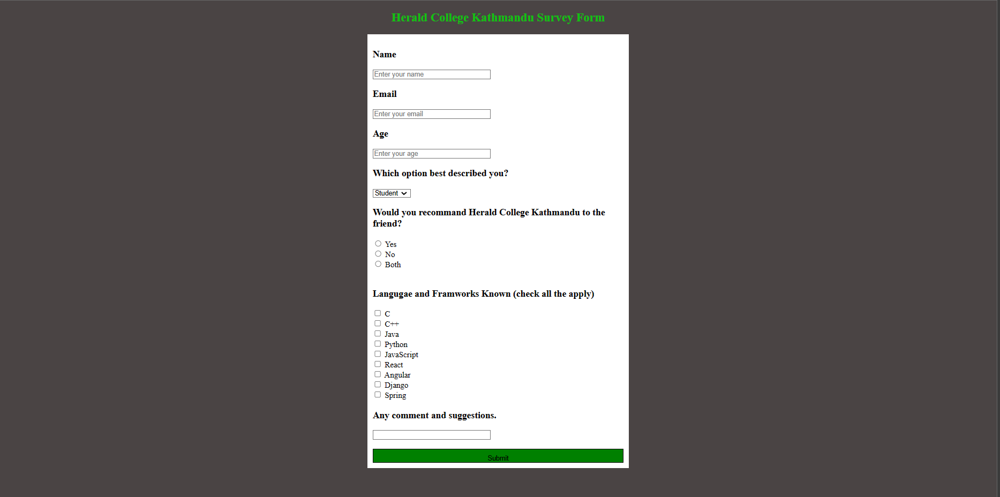 Herald College Kathmandu Survey Form
Name
Enter your name
Email
Enter your email
Age
Enter your age
Which option best described you?
Student
Would you recommand Herald College Kathmandu to the
friend?
Yes
No
Both
Langugae and Framworks Known (check all the apply)
C
C++
Java
Python
JavaScript
React
Angular
Django
Spring
Any comment and suggestions.
Submit